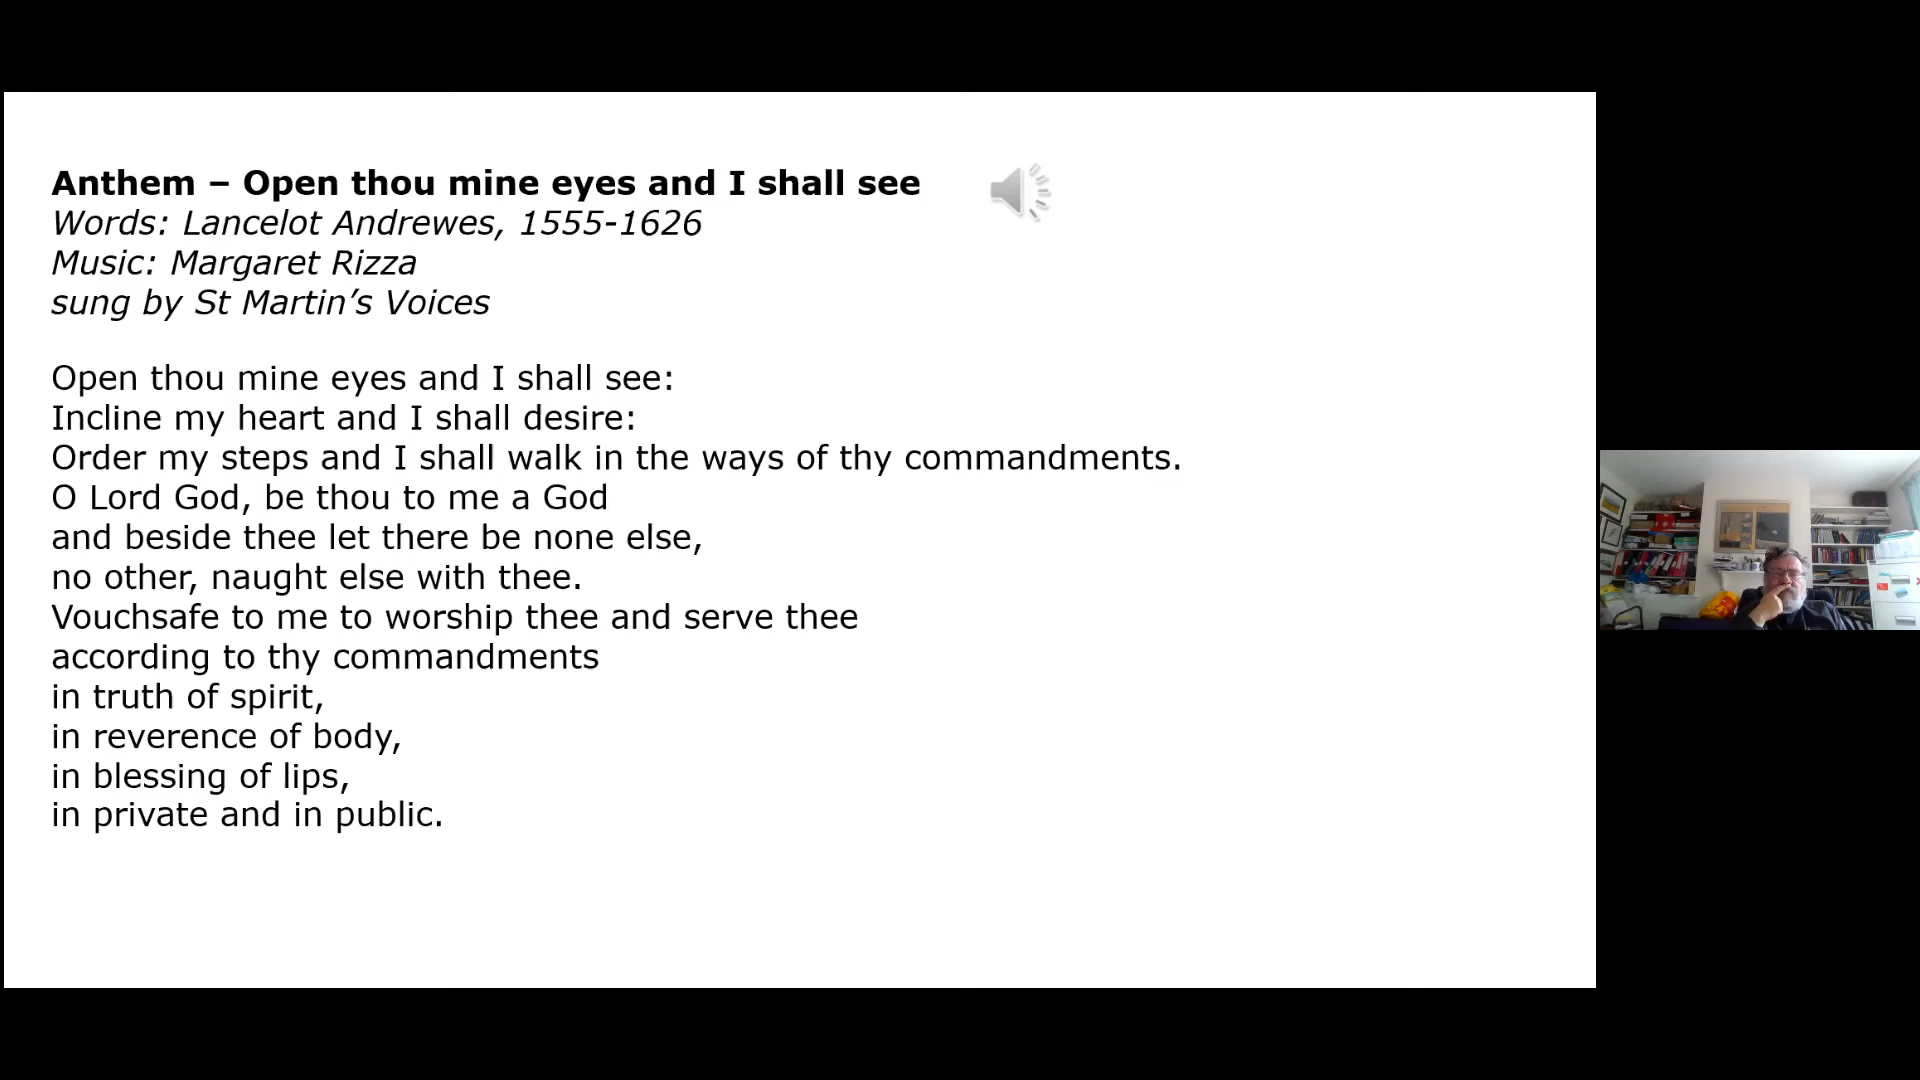 Anthem – Open thou mine eyes and I shall see
Words: Lancelot Andrewes, 1555-1626
Music: Margaret Rizza
sung by St Martin’s Voices
Open thou mine eyes and I shall see:
Incline my heart and I shall desire:
Order my steps and I shall walk in the ways of thy commandments.
O Lord God, be thou to me a God
and beside thee let there be none else,
no other, naught else with thee.
Vouchsafe to me to worship thee and serve thee
according to thy commandments
in truth of spirit,
in reverence of body,
in blessing of lips,
in private and in public.